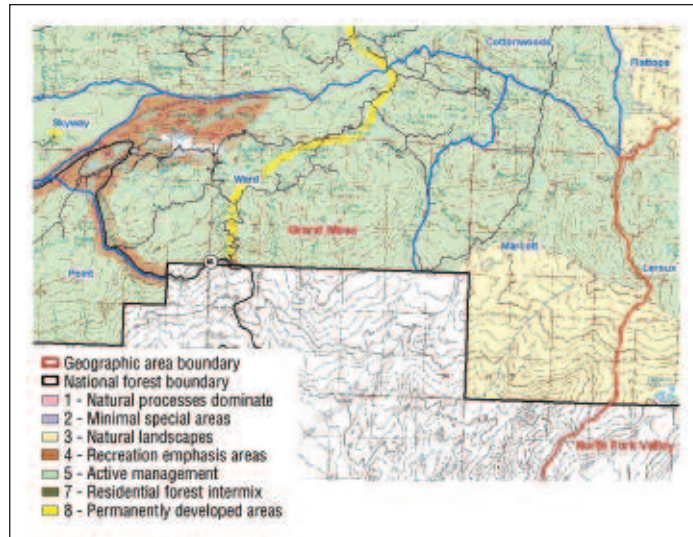 Cottonwoods
Flattops
Skyway
Ward
Grand Mesa
Marcott
Point
Leroux
Geographic area boundary
National forest boundary
1 - Natural processes dominate
2 - Minimal special areas
3 - Natural landscapes
4 - Recreation emphasis areas
5 - Active management
7 - Residential forest intermix
8 - Permanently developed areas
North Fork Valley